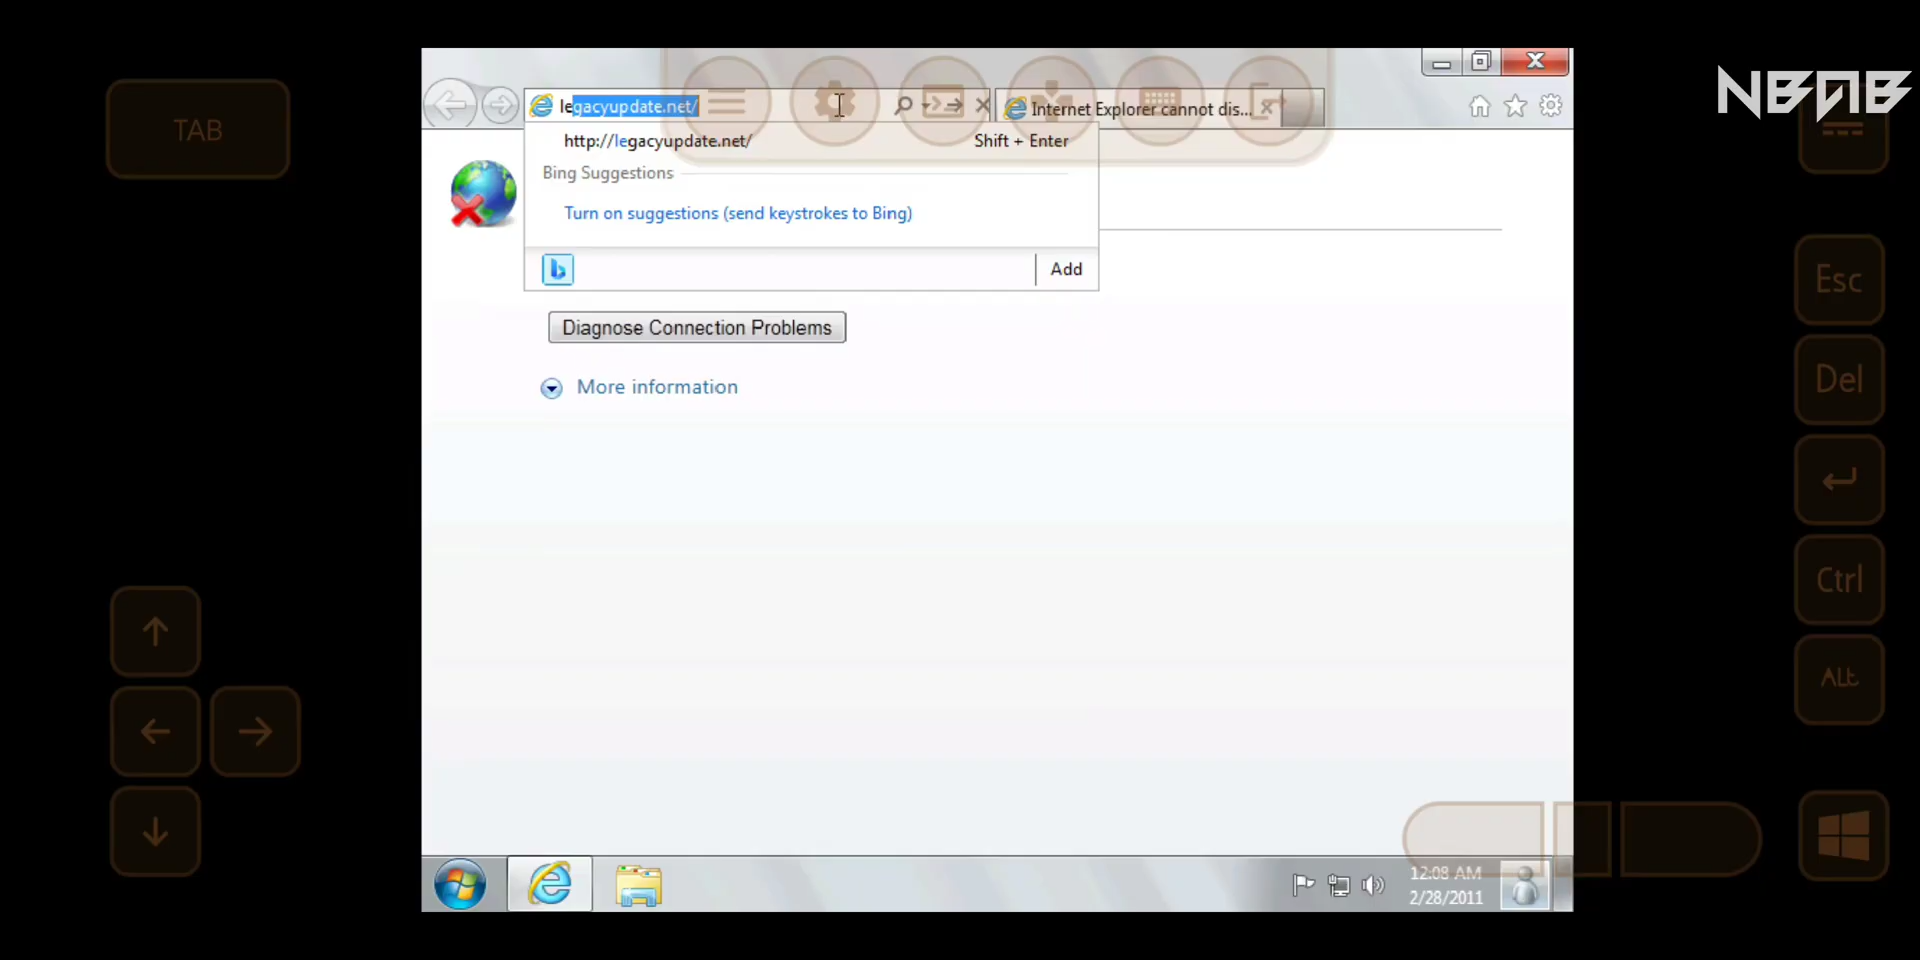 NBAB
TAB
legacyupdate.net/
Internet Explorer cannot dis...
http://legacyupdate.net/ Shift + Enter
Bing Suggestions
Turn on suggestions (send keystrokes to Bing)
Add
Diagnose Connection Problems
More information
Esc
Del
Ctrl
ALt
12:08 AM
2/28/2011